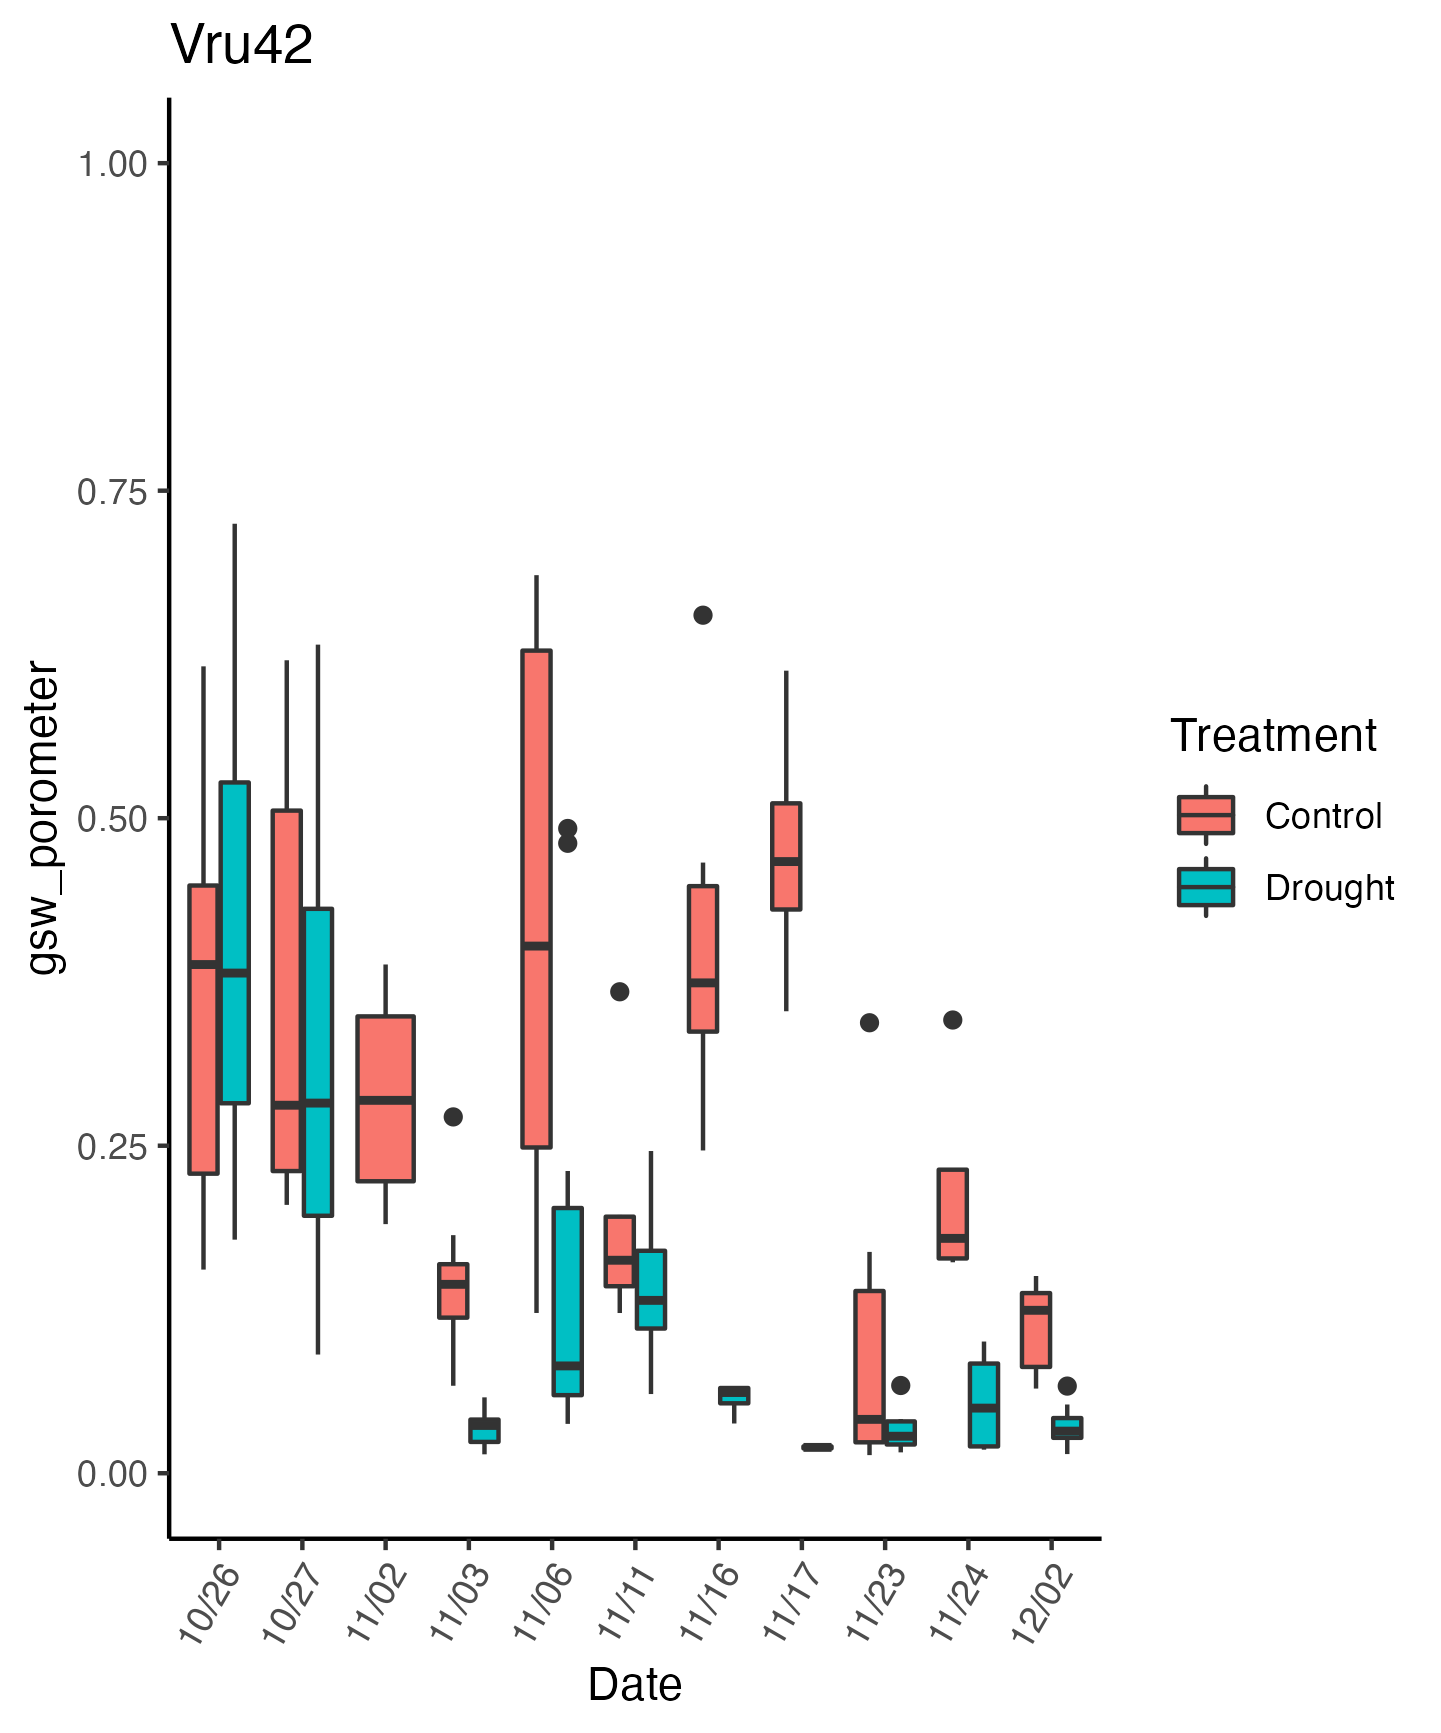 Vru42
1.00
0.75
0.50
0.25
0.00
gsw_porometer
10/26
10/27
11/02
11/03
11/06
11/11
11/16
11/17
11/23
11/24
12/02
Date
Treatment
Control
Drought